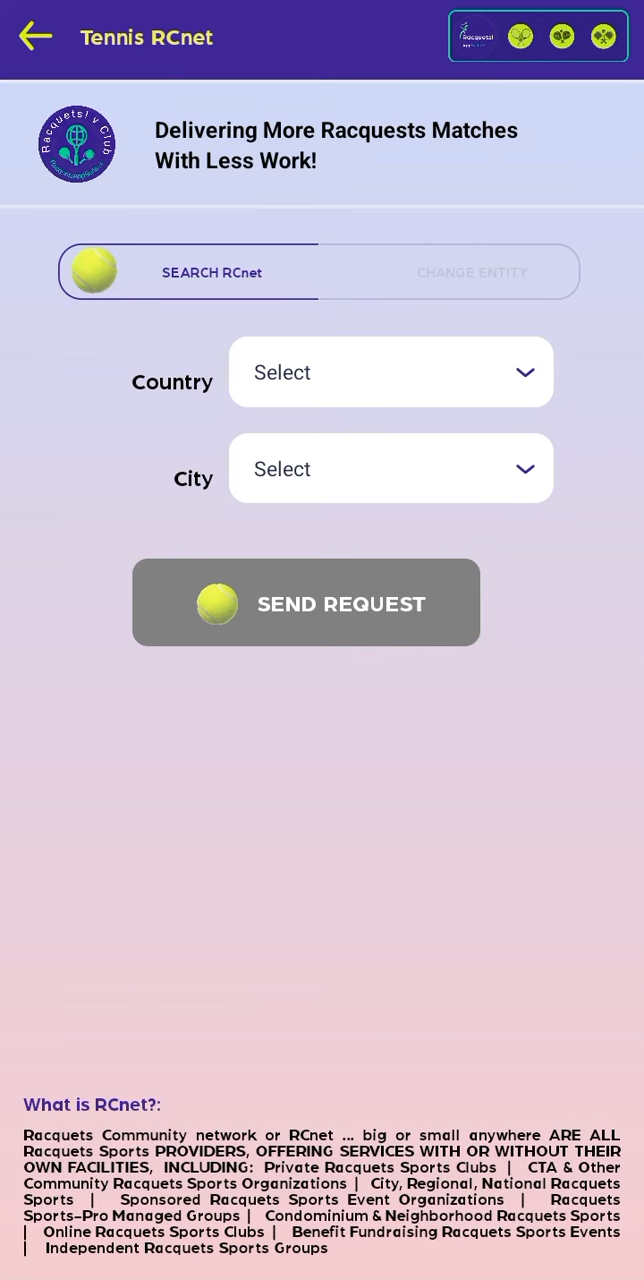 Tennis RCnet
Racquets!
Racquets! v Club
Delivering More Racquests Matches
With Less Work!
SEARCH RCnet
CHANGE ENTITY
Country
Select
City
Select
SEND REQUEST
What is RCnet?:
Racquets Community network or RCnet ... big or small anywhere ARE ALL
Racquets Sports PROVIDERS, OFFERING SERVICES WITH OR WITHOUT THEIR
OWN FACILITIES, INCLUDING: Private Racquets Sports Clubs | CTA & Other
Community Racquets Sports Organizations | City, Regional, National Racquets
Sports | Sponsored Racquets Sports Event Organizations | Racquets
Sports-Pro Managed Groups | Condominium & Neighborhood Racquets Sports
| Online Racquets Sports Clubs | Benefit Fundraising Racquets Sports Events
| Independent Racquets Sports Groups